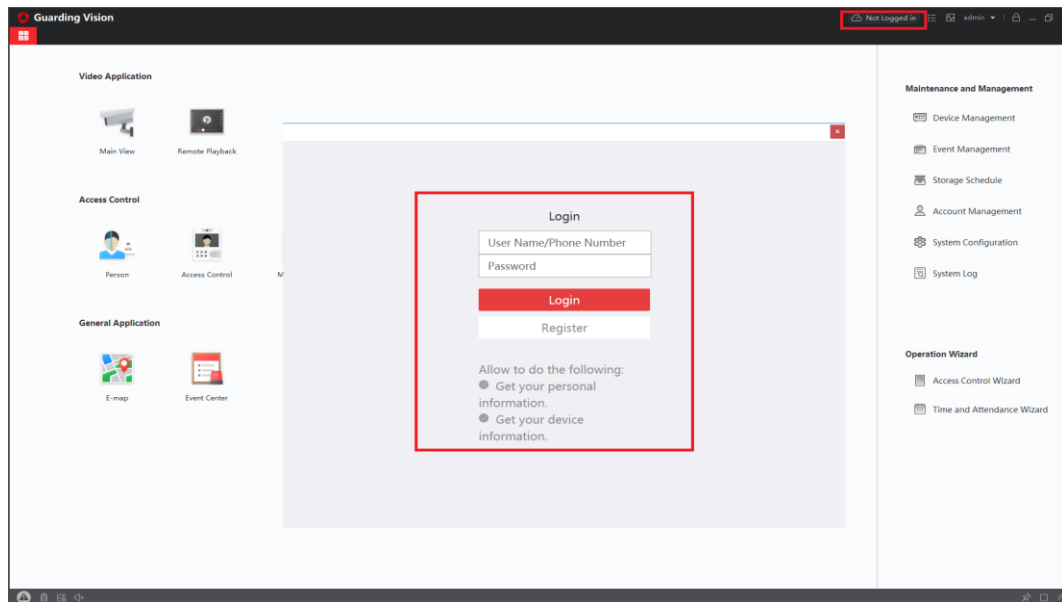 Guarding Vision
Not Logged in
admin
Video Application
Main View
Remote Playback
Access Control
Person
Access Control
M
General Application
E-map
Event Center
Login
User Name/Phone Number
Password
Login
Register
Allow to do the following:
Get your personal
information.
Get your device
information.
Maintenance and Management
Device Management
Event Management
Storage Schedule
Account Management
System Configuration
System Log
Operation Wizard
Access Control Wizard
Time and Attendance Wizard